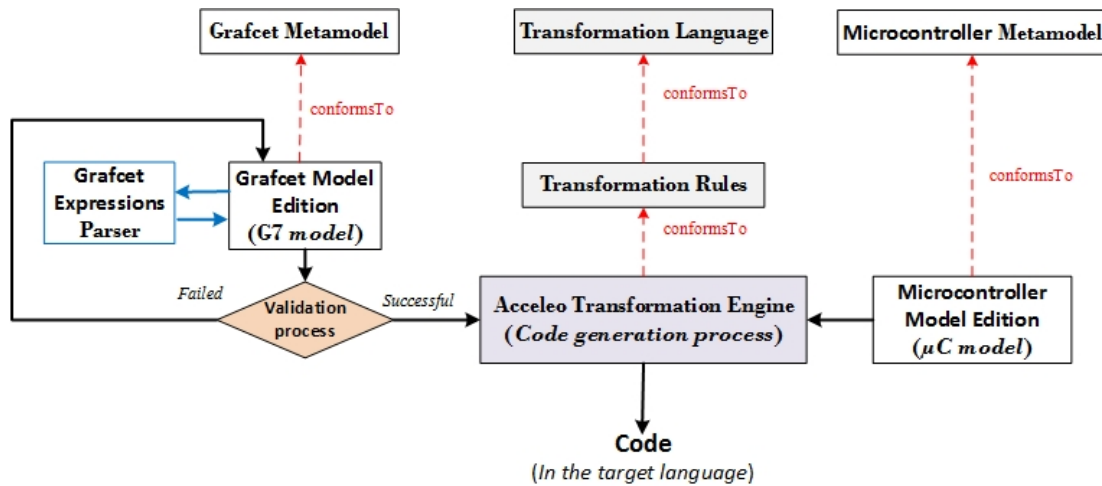 Grafcet Metamodel
Transformation Language
Microcontroller Metamodel
conformsTo
conformsTo
conformsTo
Grafcet
Expressions
Parser
Grafcet Model
Edition
(G7 model)
Transformation Rules
conformsTo
Failed
Validation
process
Successful
Acceleo Transformation Engine
(Code generation process)
Microcontroller
Model Edition
(μC model)
Code
(In the target language)